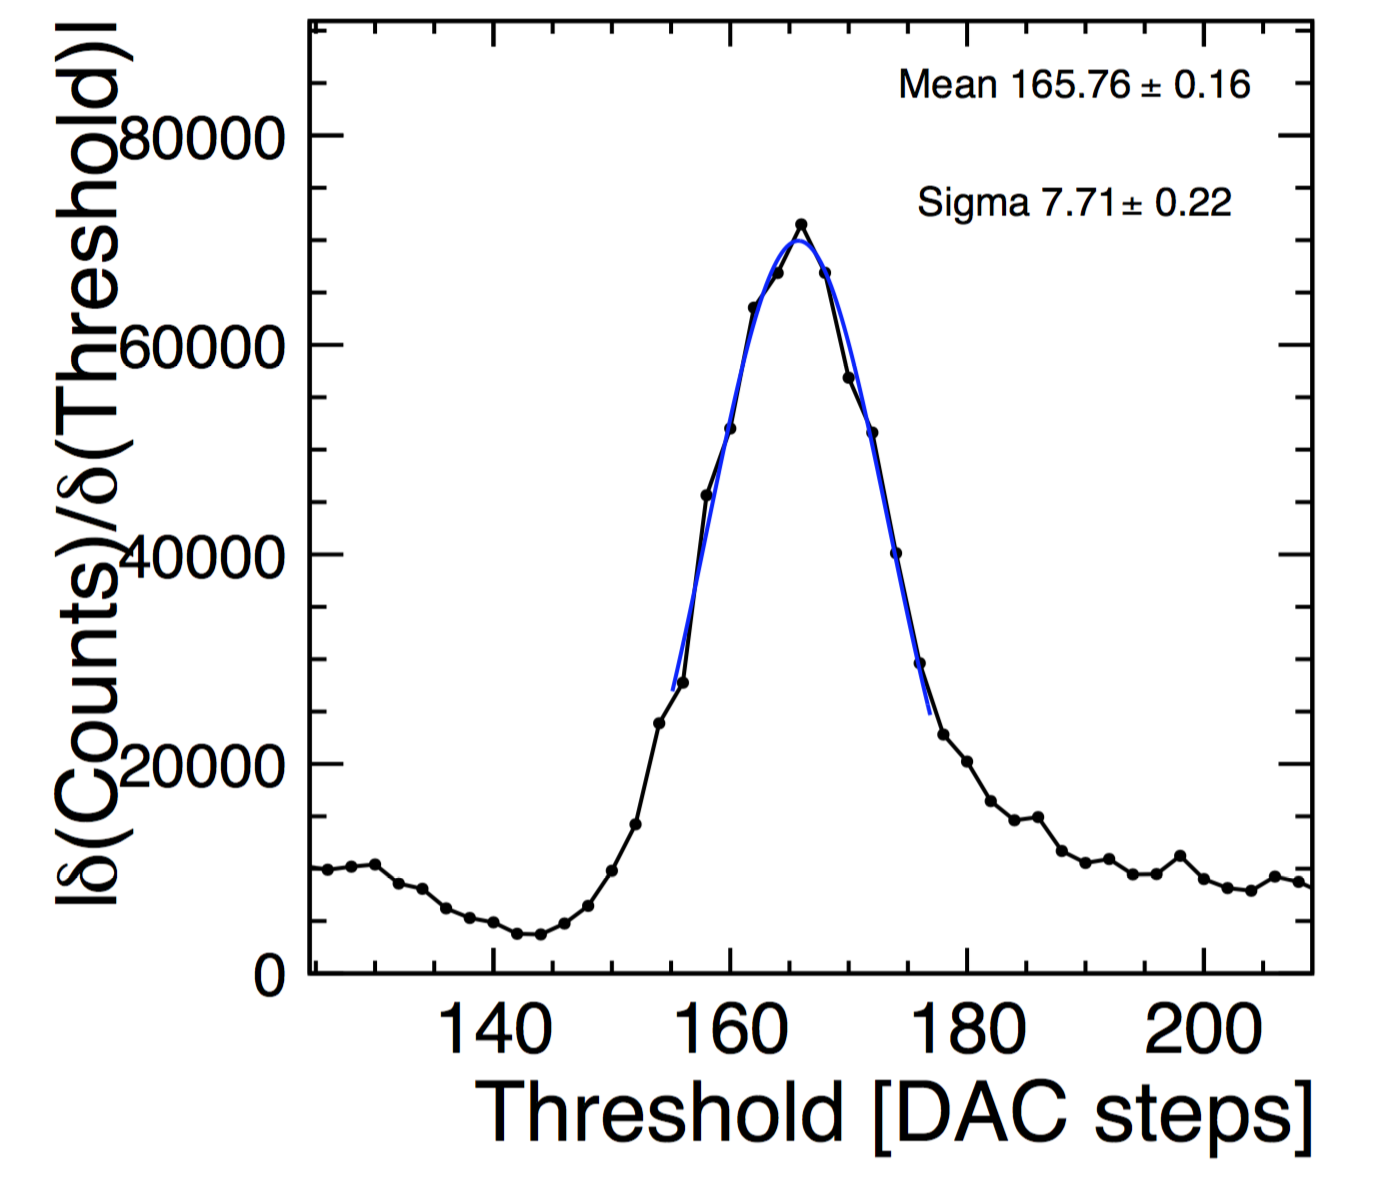 Mean 165.76 ± 0.16
Sigma 7.71± 0.22
|δ(Counts)/δ(Threshold)|
80000
60000
40000
20000
0
140 160 180 200
Threshold [DAC steps]